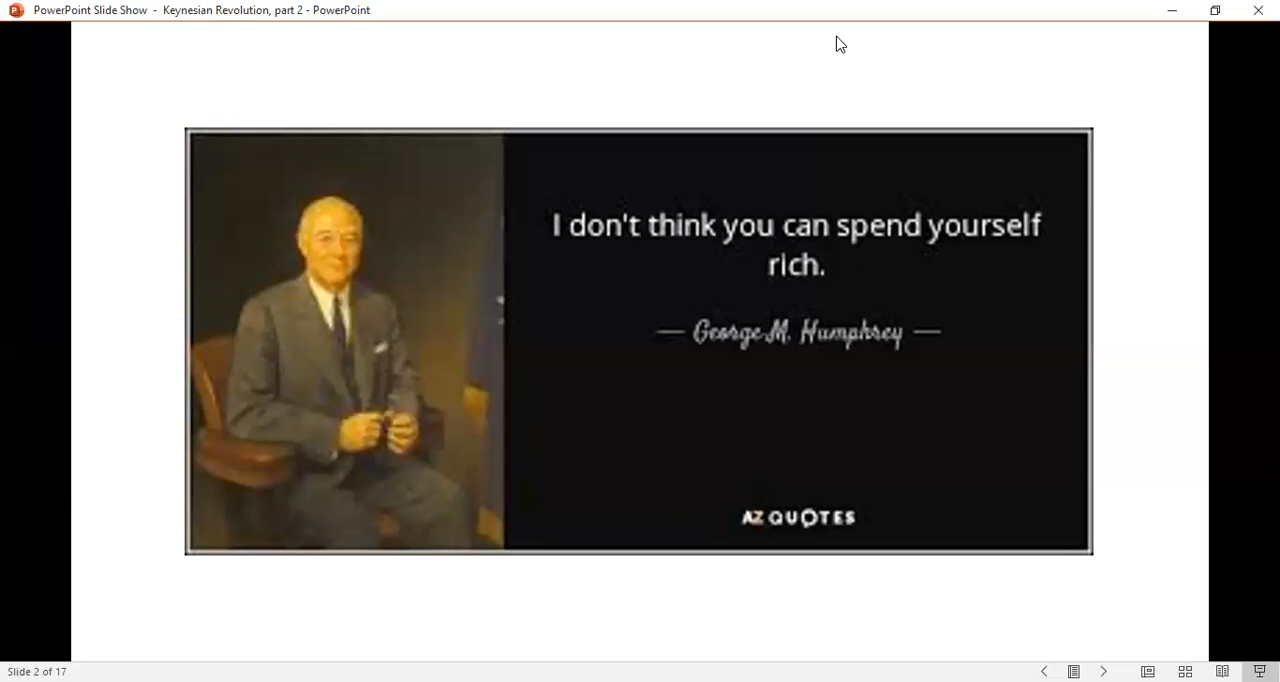 PowerPoint Slide Show - Keynesian Revolution, part 2 - PowerPoint
I don't think you can spend yourself
rich.
— George M. Humphrey —
AZ QUOTES
Slide 2 of 17